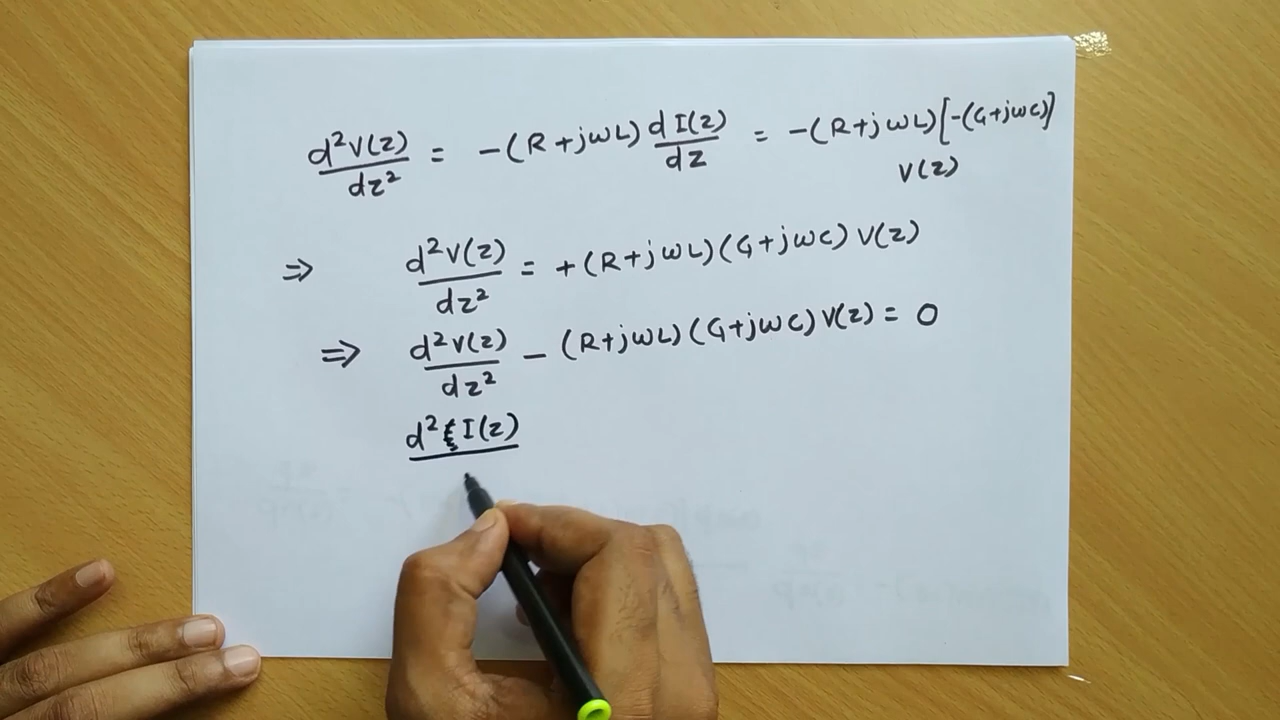 d²V(z)/dz² = -(R+jωL) dI(z)/dz = -(R+jωL)[-(G+jωC)]
V(z)
⇒ d²V(z)/dz² = +(R+jωL)(G+jωC)V(z)
⇒ d²V(z)/dz² - (R+jωL)(G+jωC)V(z) = 0
d² I(z)